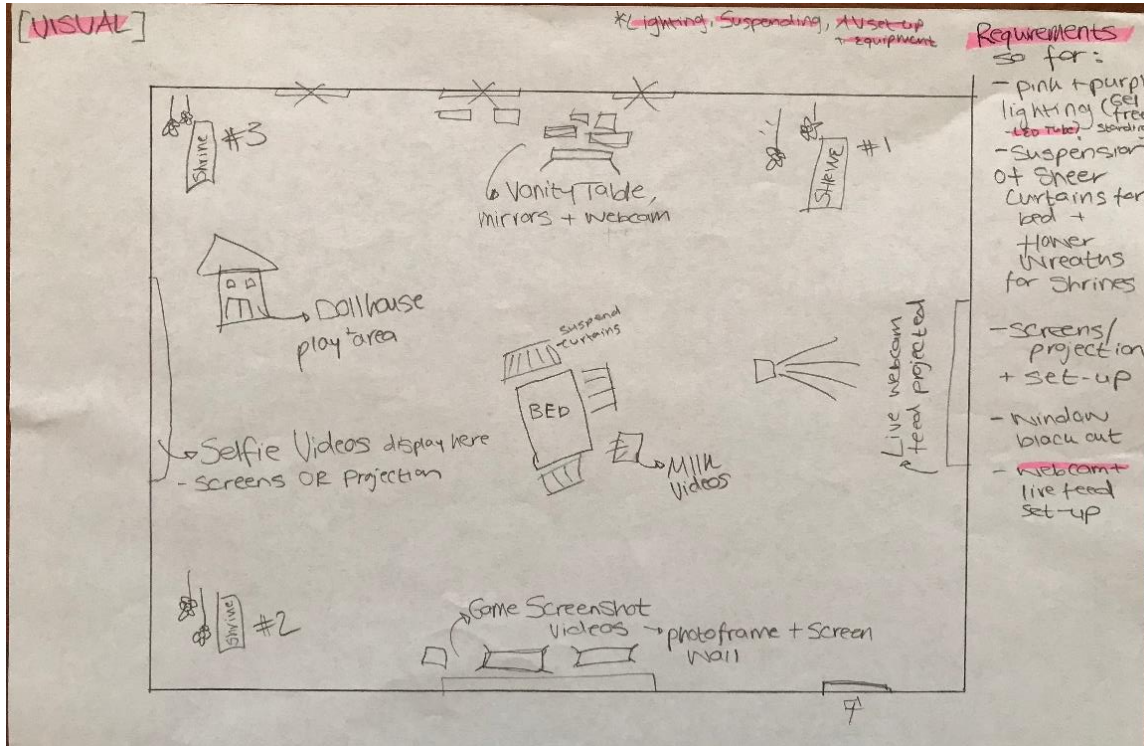 [VISUAL]
*Lighting, Suspending, AV set-up
+ Equipment
Requrements
so far:
- pink + purpl
lighting (Gel
- LED Tube?
- Suspension
of Sheer
Curtains for
bed +
flower
Wreaths
for Shrines
- screens/
projection
+ set-up
- window
black out
- webcam +
live feed
set-up
Shrine #3
Vanity Table,
mirrors + webcam
SHRINE #1
Dollhouse
play area
suspend
curtains
BED
Milk
Videos
Live webcam
feed projected
Selfie Videos display here
- screens OR Projection
Shrine #2
Game Screenshot
videos → photoframe + Screen
Wall